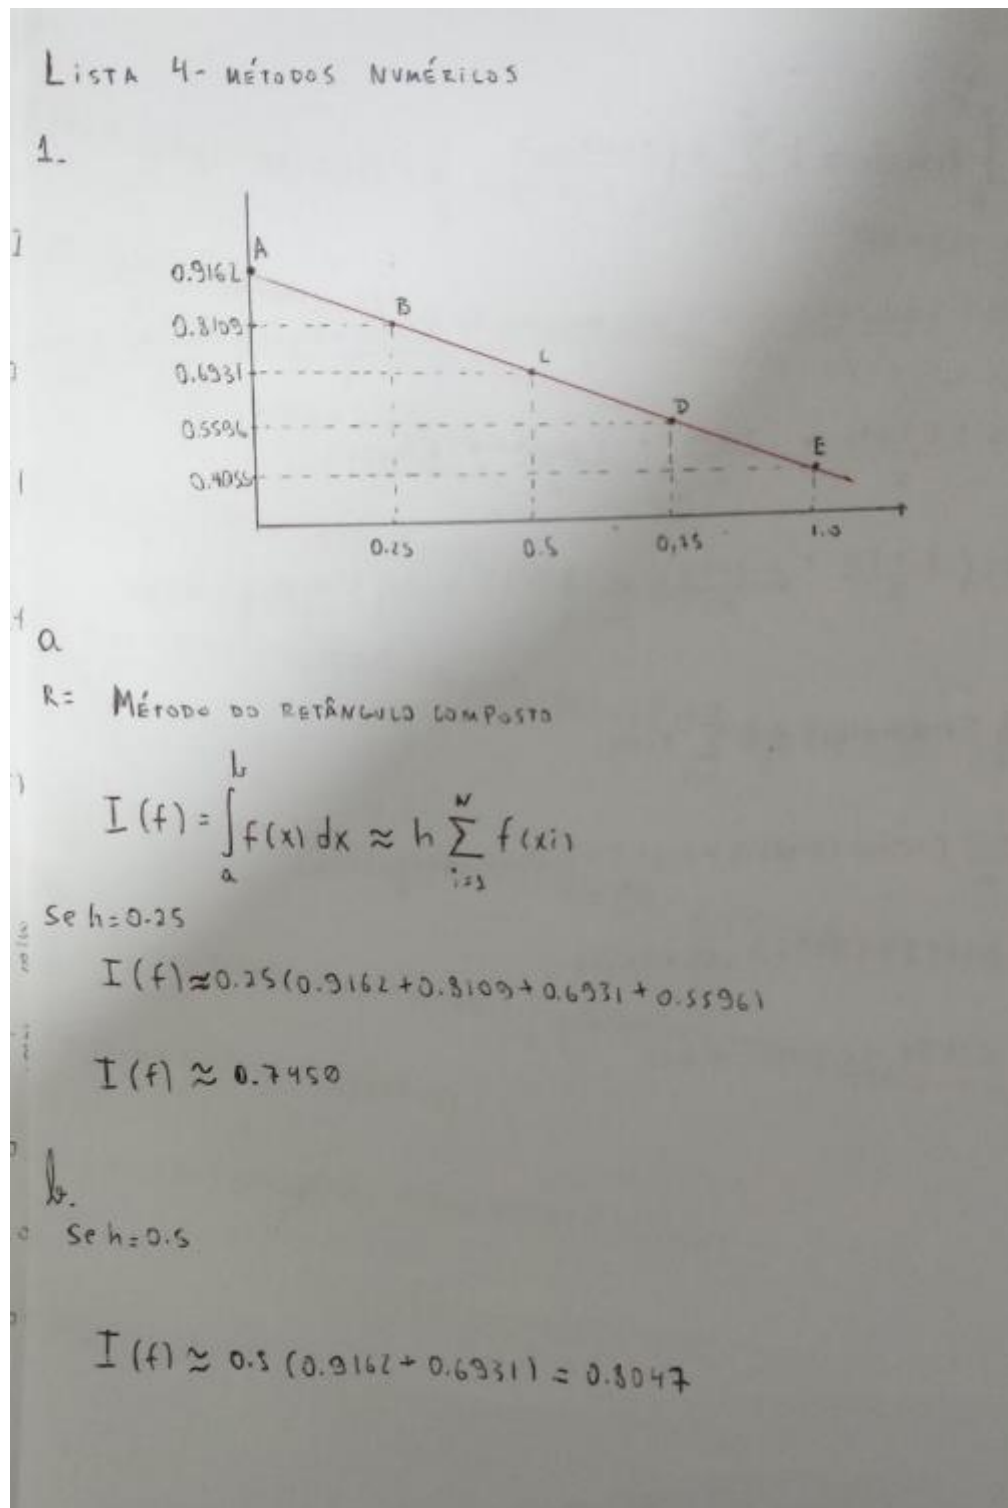 LISTA 4- MÉTODOS NUMÉRICOS
1.
A
0.9162
B
0.8109
C
0.6931
D
0.5596
E
0.4055
0.25 0.5 0,75 1.0
a
R= MÉTODO DO RETÂNGULO COMPOSTO
I(f) = ∫_a^b f(x) dx ≈ h ∑_{i=1}^N f(xi)
Se h=0.25
I(f)≈0.25(0.9162+0.8109+0.6931+0.5596)
I(f) ≈ 0.7450
b.
Se h=0.5
I(f) ≈ 0.5 (0.9162+0.6931) = 0.8047